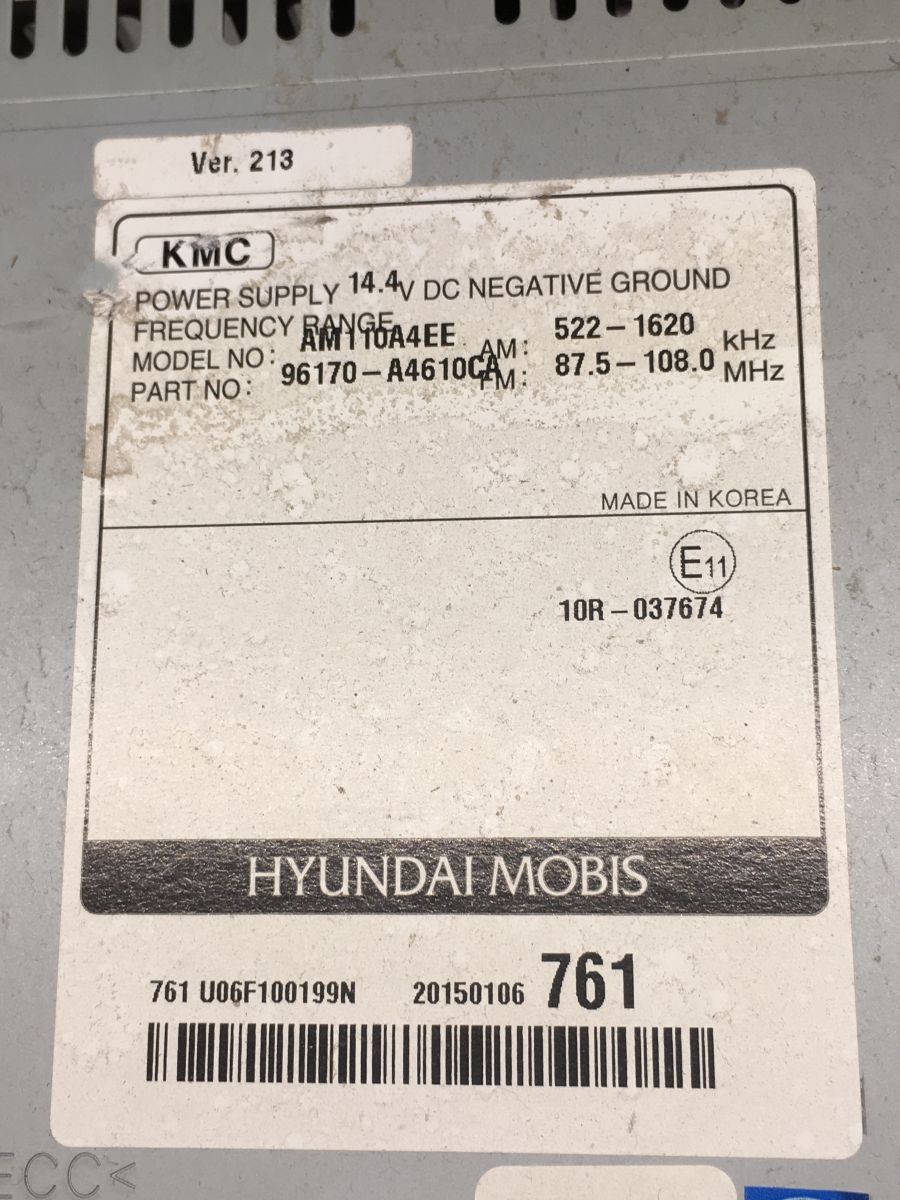 Ver. 213
KMC
POWER SUPPLY 14.4V DC NEGATIVE GROUND
FREQUENCY RANGE
AM: 522-1620 kHz
FM: 87.5-108.0 MHz
MODEL NO: AM110A4EE
PART NO: 96170-A4610CA
MADE IN KOREA
E11
10R-037674
HYUNDAI MOBIS
761 U06F100199N 20150106 761
ECC<